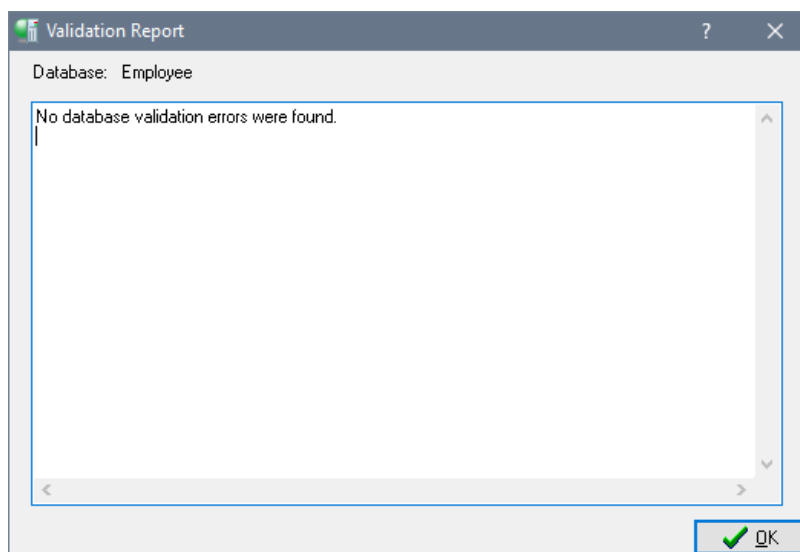 Validation Report ?
Database: Employee
No database validation errors were found.
OK